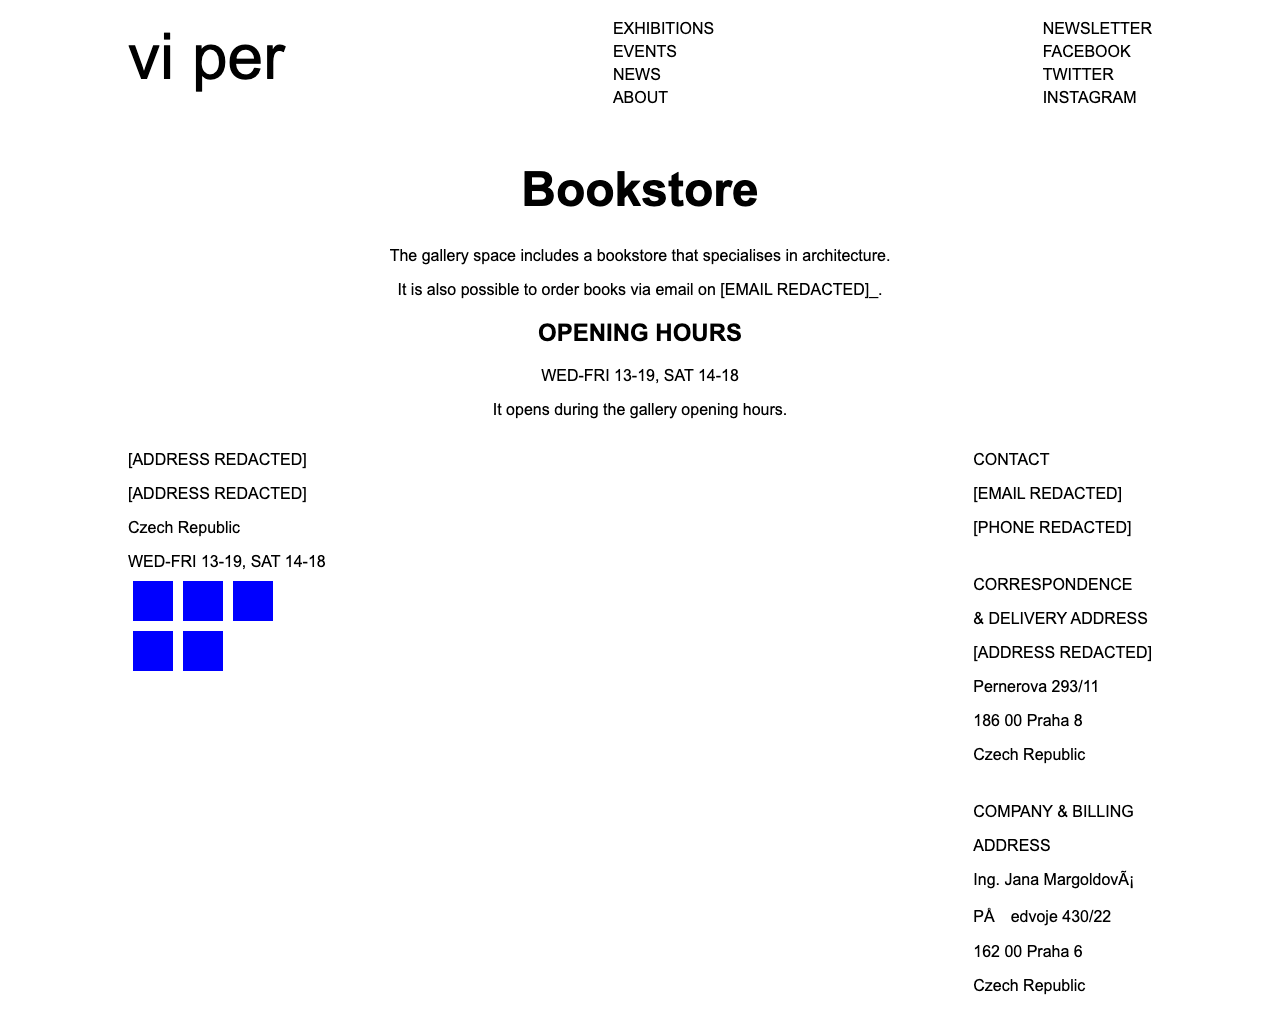 vi per
EXHIBITIONS
EVENTS
NEWS
ABOUT
NEWSLETTER
FACEBOOK
TWITTER
INSTAGRAM
Bookstore
The gallery space includes a bookstore that specialises in architecture.
It is also possible to order books via email on [EMAIL REDACTED]_.
OPENING HOURS
WED-FRI 13-19, SAT 14-18
It opens during the gallery opening hours.
[ADDRESS REDACTED]
[ADDRESS REDACTED]
Czech Republic
WED-FRI 13-19, SAT 14-18
CONTACT
[EMAIL REDACTED]
[PHONE REDACTED]
CORRESPONDENCE
& DELIVERY ADDRESS
[ADDRESS REDACTED]
Pernerova 293/11
186 00 Praha 8
Czech Republic
COMPANY & BILLING
ADDRESS
Ing. Jana MargoldovÃ¡
PÅ edvoje 430/22
162 00 Praha 6
Czech Republic